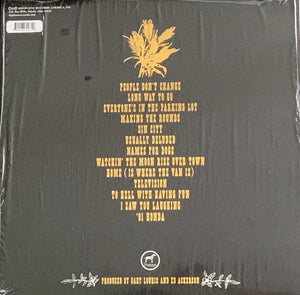 PEOPLE DON'T CHANGE
LONG WAY TO GO
EVERYONE'S IN THE PARKING LOT
MAKING THE ROUNDS
SIN CITY
USUALLY DELUDED
NAMES FOR DOGS
WATCHIN' THE MOON RISE OVER TOWN
HOME (IS WHERE THE VAN IS)
TELEVISION
TO HELL WITH HAVING FUN
I SAW YOU LAUGHING
'81 HONDA
PRODUCED BY GARY LOURIS AND ED ACKERSON